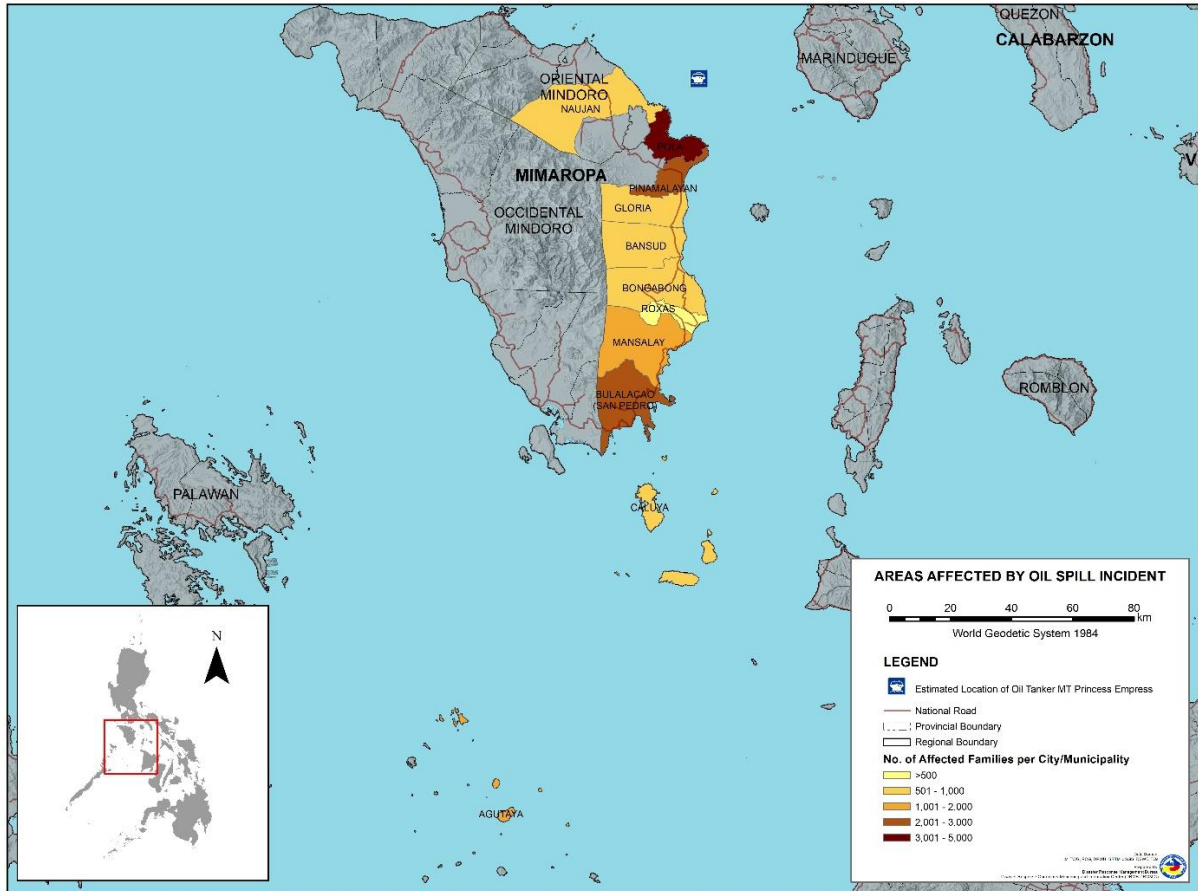 QUEZON
CALABARZON
MARINDUQUE
ORIENTAL
MINDORO
NAUJAN
POLA
MIMAROPA
PINAMALAYAN
GLORIA
OCCIDENTAL
MINDORO
BANSUD
BONGABONG
ROXAS
MANSALAY
ROMBLON
BULALACAO
(SAN PEDRO)
PALAWAN
CALUYA
AGUTAYA
V
N
AREAS AFFECTED BY OIL SPILL INCIDENT
0 20 40 60 80
km
World Geodetic System 1984
LEGEND
Estimated Location of Oil Tanker MT Princess Empress
National Road
Provincial Boundary
Regional Boundary
No. of Affected Families per City/Municipality
>500
501 - 1,000
1,001 - 2,000
2,001 - 3,000
3,001 - 5,000